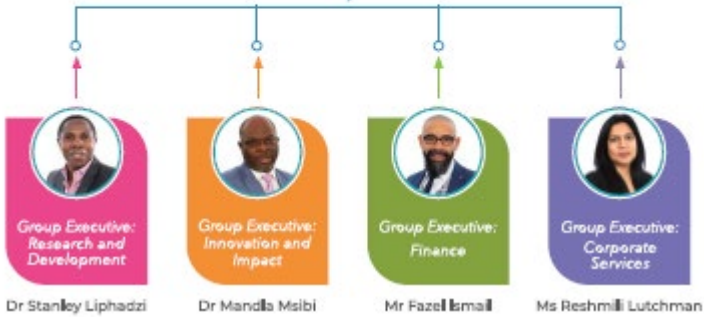 Group Executive:
Research and
Development
Dr Stanley Liphadzi
Group Executive:
Innovation and
Impact
Dr Mandla Msibi
Group Executive:
Finance
Mr Fazel Ismail
Group Executive:
Corporate
Services
Ms Reshmili Lutchman